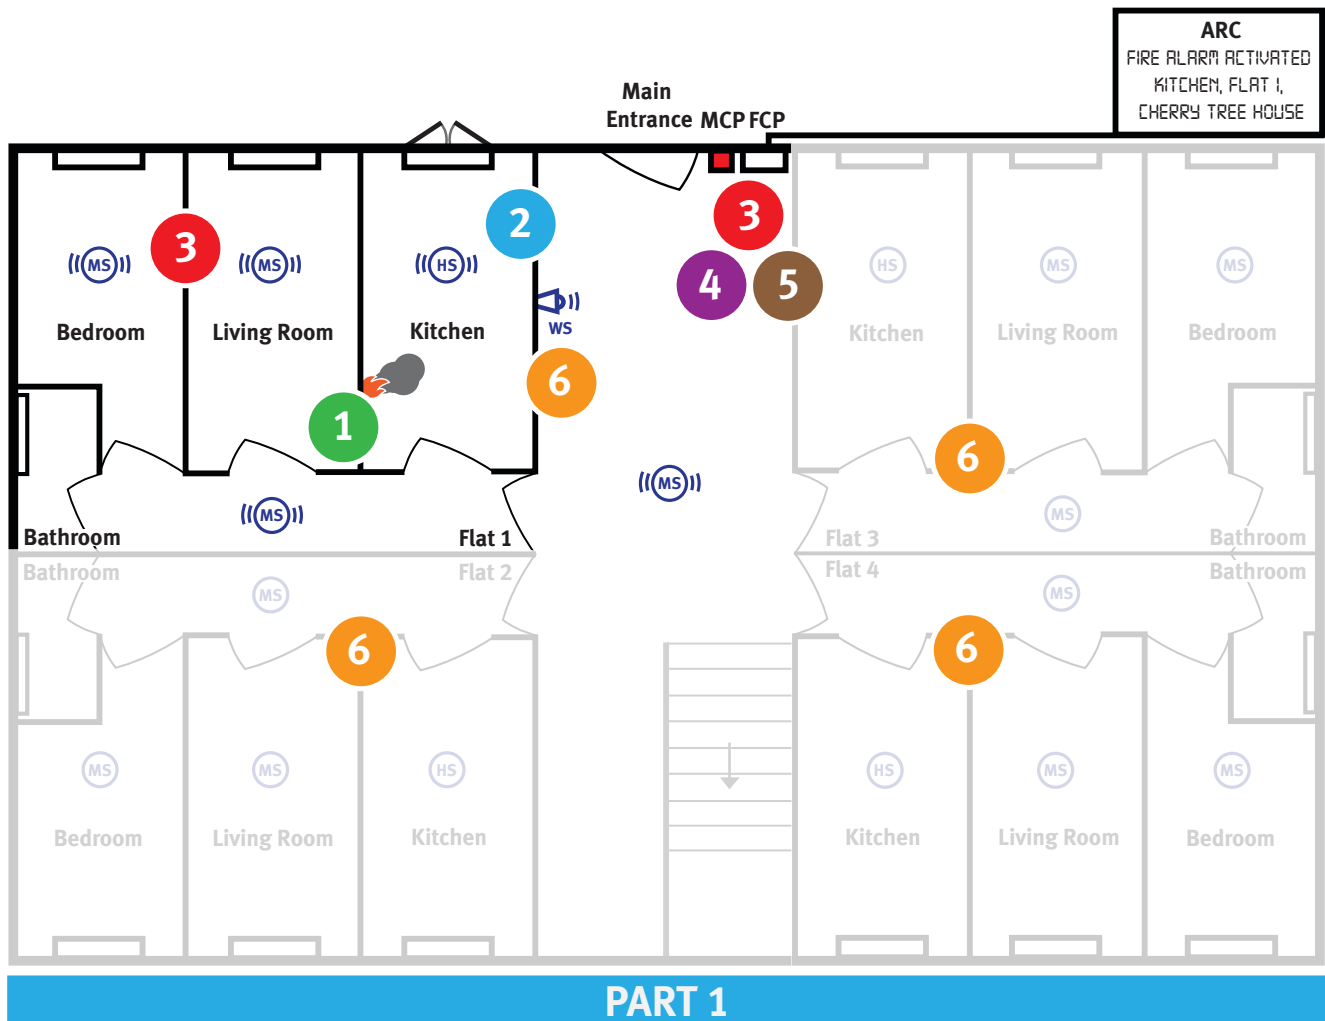 ARC
FIRE ALARM ACTIVATED
KITCHEN, FLAT 1,
CHERRY TREE HOUSE
Main
Entrance MCP FCP
2
3
3
MS
MS
HS
4
5
HS
MS
MS
Bedroom
Living Room
Kitchen
WS
Kitchen
Living Room
Bedroom
6
1
6
MS
MS
MS
Bathroom
Flat 1
Flat 3
Bathroom
Bathroom
Flat 2
Flat 4
Bathroom
MS
MS
6
6
MS
MS
HS
HS
MS
MS
Bedroom
Living Room
Kitchen
Kitchen
Living Room
Bedroom
PART 1